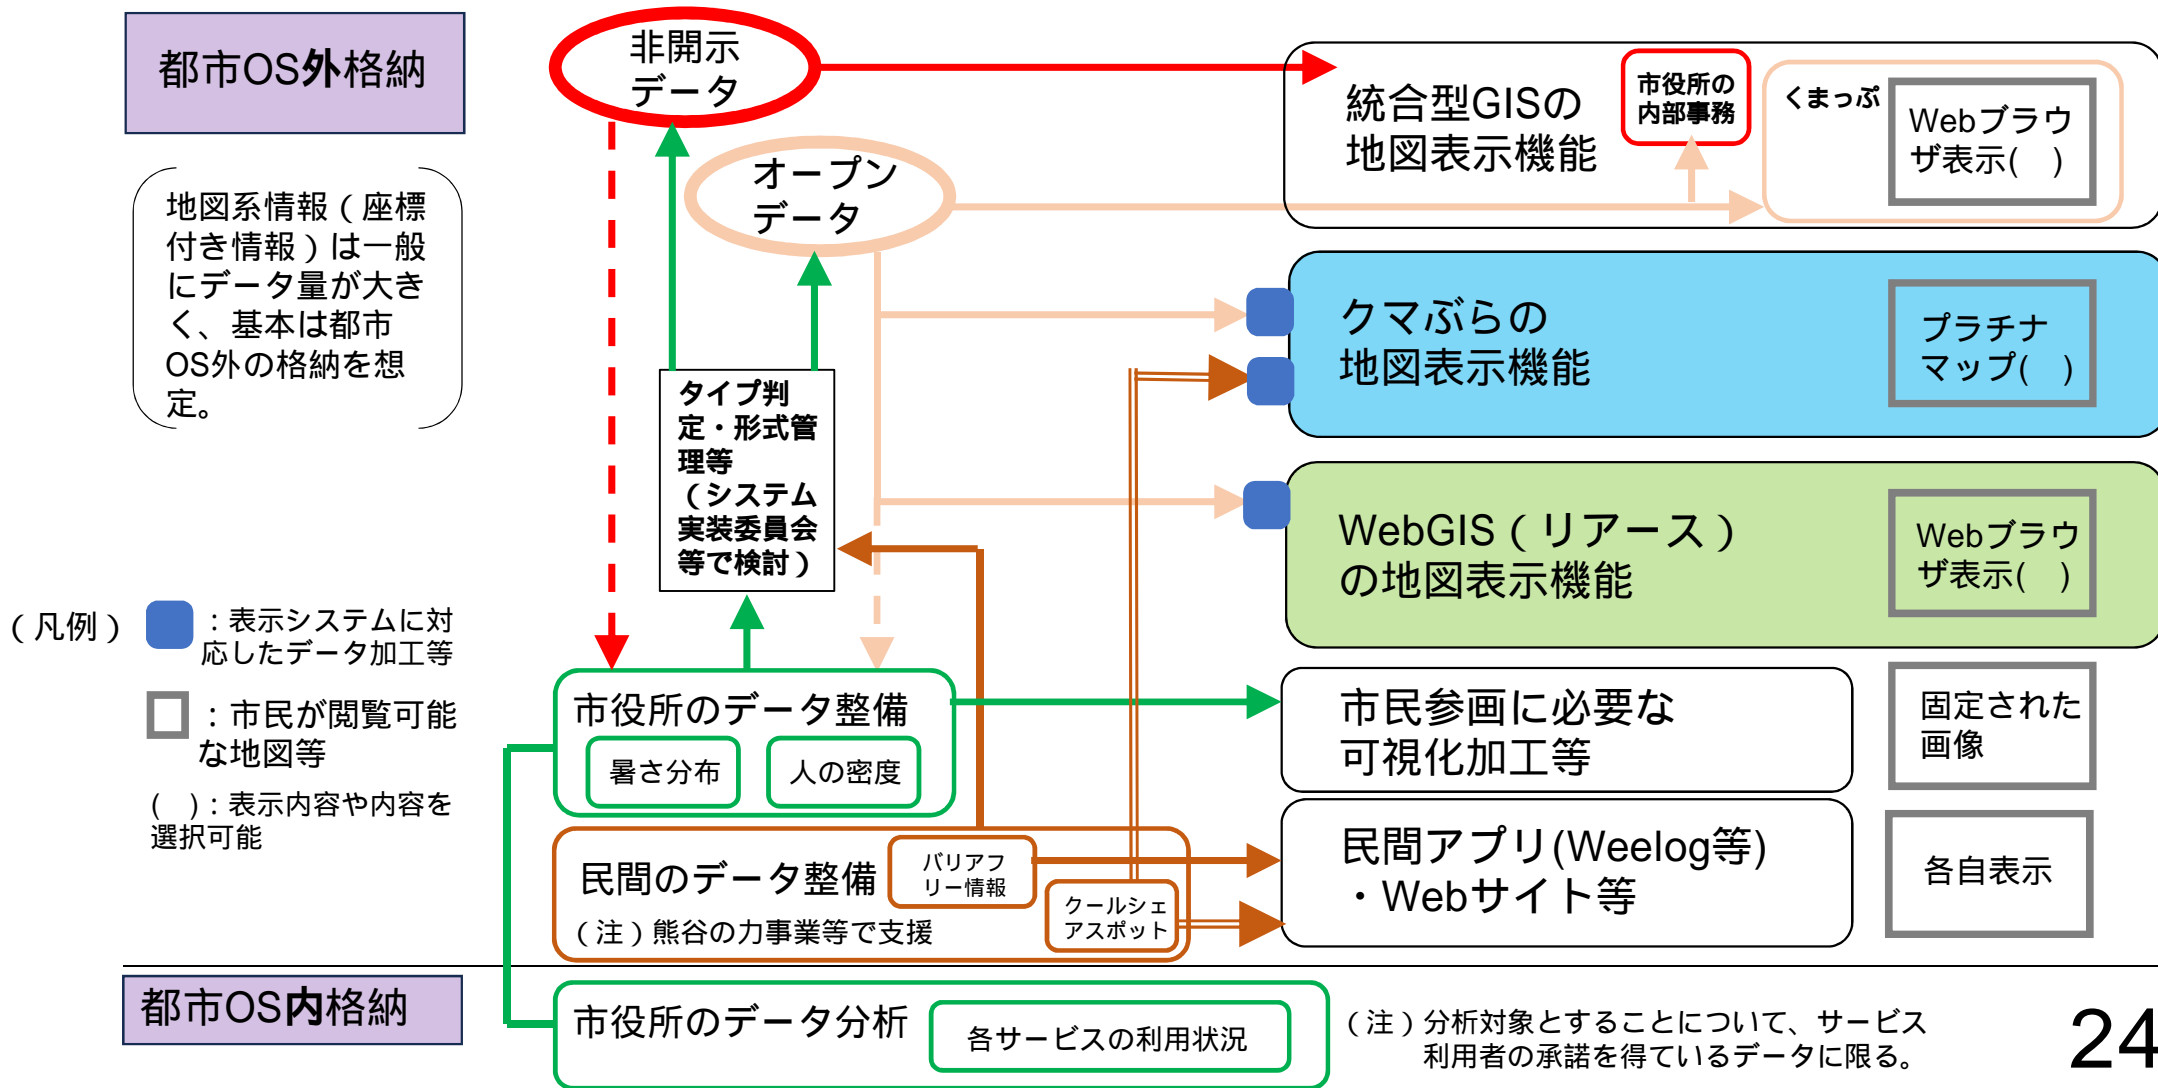 都市OS外格納
地図系情報（座標
付き情報）は一般
にデータ量が大き
く、基本は都市
OS外の格納を想
定。
（凡例）
：表示システムに対
応したデータ加工等
：市民が閲覧可能
な地図等
(　)：表示内容や内容を
選択可能
非開示
データ
オープン
データ
タイプ判
定・形式管
理等
（システム
実装委員会
等で検討）
市役所のデータ整備
暑さ分布
人の密度
民間のデータ整備
バリアフ
リー情報
（注）熊谷の力事業等で支援
クールシェ
アスポット
統合型GISの
地図表示機能
市役所の
内部事務
くまっぷ
Webブラウ
ザ表示(　)
クマぶらの
地図表示機能
プラチナ
マップ(　)
WebGIS（リアース）
の地図表示機能
Webブラウ
ザ表示(　)
市民参画に必要な
可視化加工等
固定された
画像
民間アプリ(Weelog等)
・Webサイト等
各自表示
都市OS内格納
市役所のデータ分析
各サービスの利用状況
（注）分析対象とすることについて、サービス
利用者の承諾を得ているデータに限る。
24